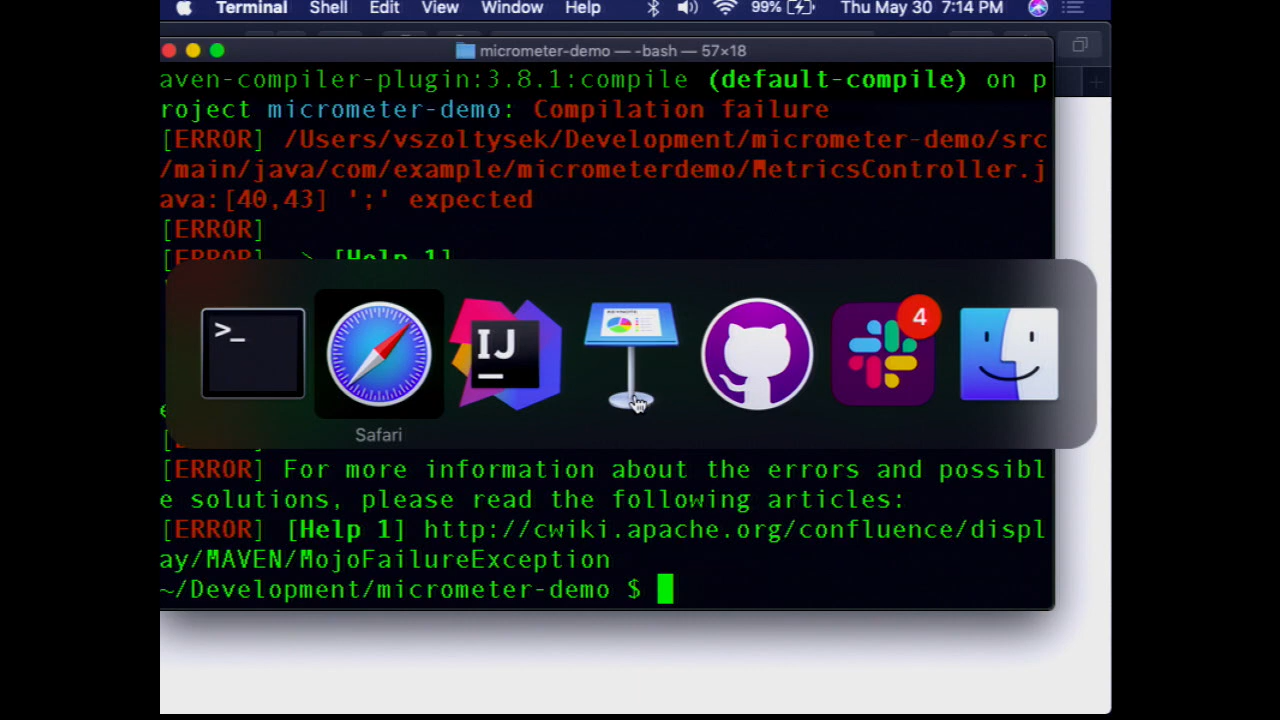 Terminal Shell Edit View Window Help 99% Thu May 30 7:14 PM
micrometer-demo — -bash — 57×18
aven-compiler-plugin:3.8.1:compile (default-compile) on p
roject micrometer-demo: Compilation failure
[ERROR] /Users/vszoltysek/Development/micrometer-demo/src
/main/java/com/example/micrometerdemo/MetricsController.j
ava:[40,43] ';' expected
[ERROR]
[ERROR] -> [Help 1]
>_
IJ
KEYNOTE
4
Safari
[ERROR] For more information about the errors and possibl
e solutions, please read the following articles:
[ERROR] [Help 1] http://cwiki.apache.org/confluence/displ
ay/MAVEN/MojoFailureException
~/Development/micrometer-demo $